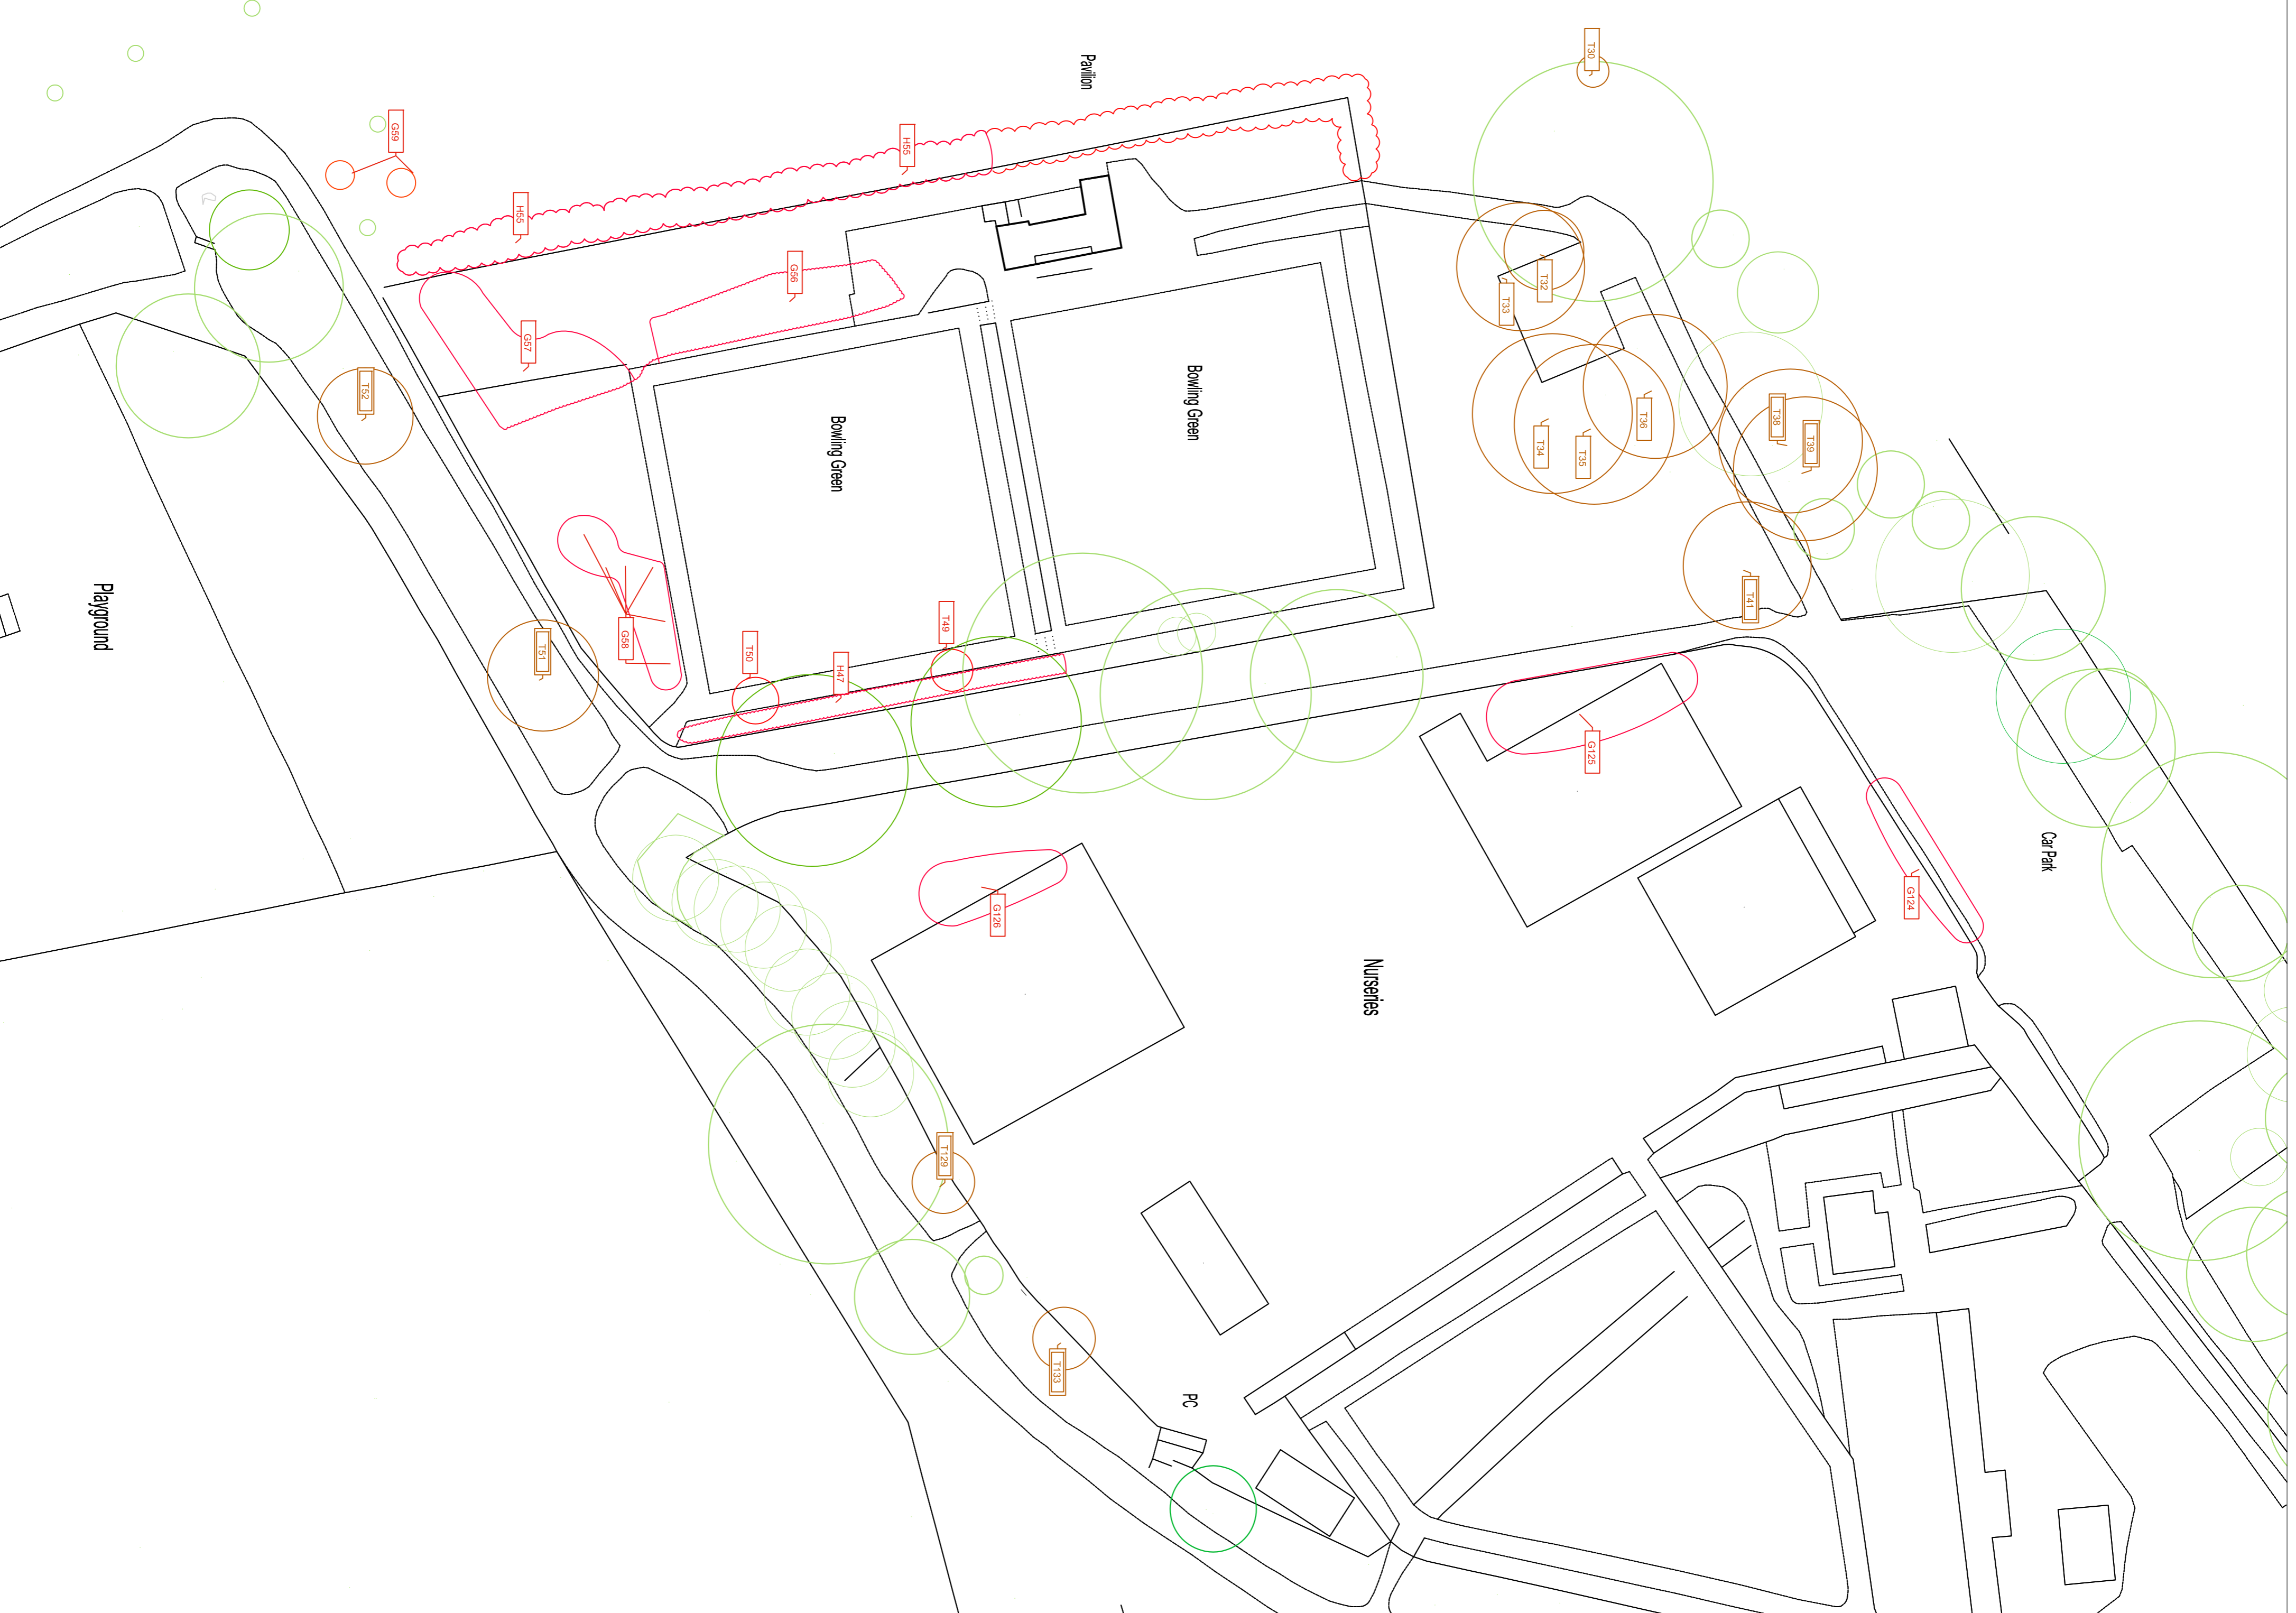 Pavilion
T30
G59
H55
H55
G56
G57
T32
T33
T52
Bowling Green
Bowling Green
T34
T35
T36
T38
T39
T41
Playground
G58
T51
T50
H47
T49
G125
Car Park
G124
G126
Nurseries
T129
T133
PC